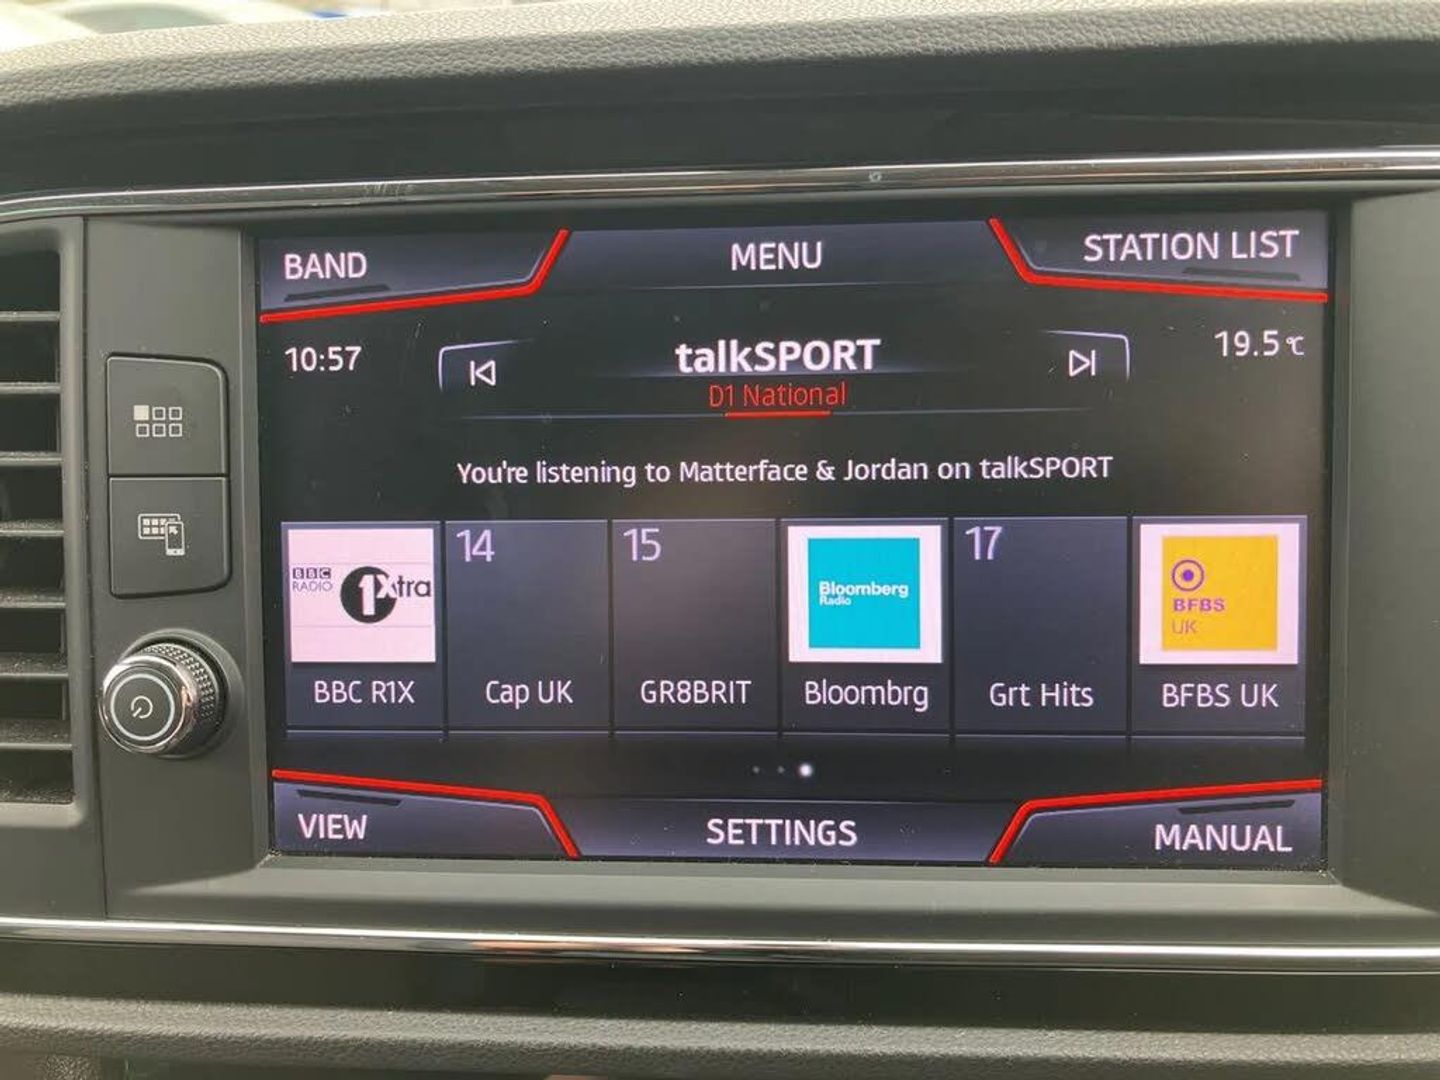 BAND
MENU
STATION LIST
10:57
talkSPORT
19.5 °C
D1 National
You're listening to Matterface & Jordan on talkSPORT
BBC
RADIO
1Xtra
14
15
Bloomberg
Radio
17
BFBS
UK
BBC R1X
Cap UK
GR8BRIT
Bloombrg
Grt Hits
BFBS UK
VIEW
SETTINGS
MANUAL